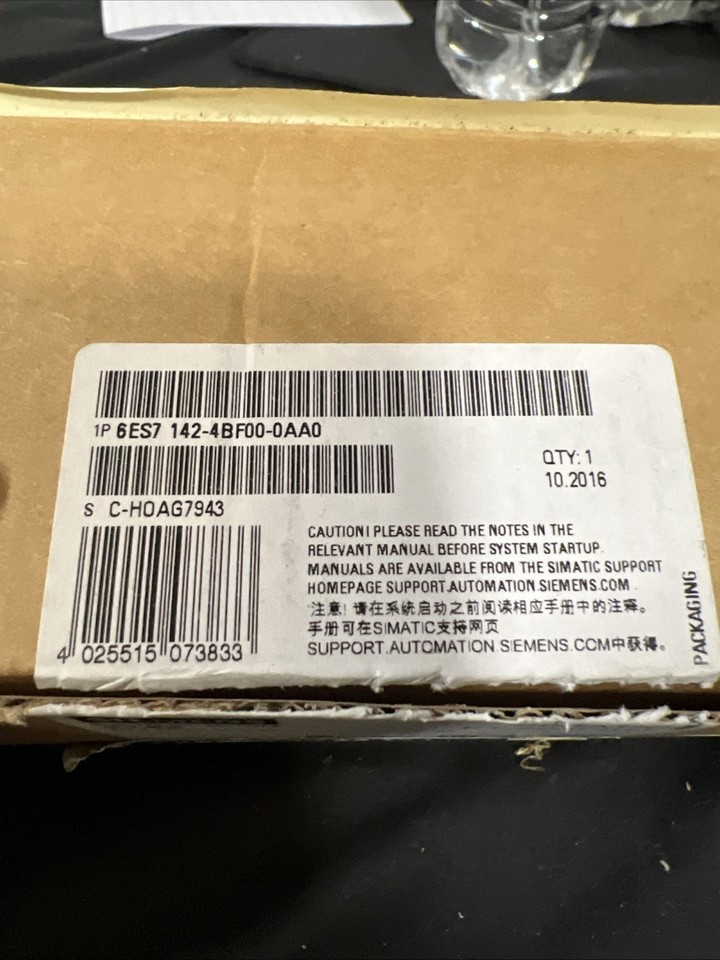 1P 6ES7 142-4BF00-0AA0
QTY: 1
10.2016
S C-H0AG7943
CAUTION! PLEASE READ THE NOTES IN THE
RELEVANT MANUAL BEFORE SYSTEM STARTUP.
MANUALS ARE AVAILABLE FROM THE SIMATIC SUPPORT
HOMEPAGE SUPPORT.AUTOMATION.SIEMENS.COM.
注意! 请在系统启动之前阅读相应手册中的注释。
手册可在SIMATIC支持网页
SUPPORT.AUTOMATION.SIEMENS.COM中获得。
4 025515 073833
PACKAGING